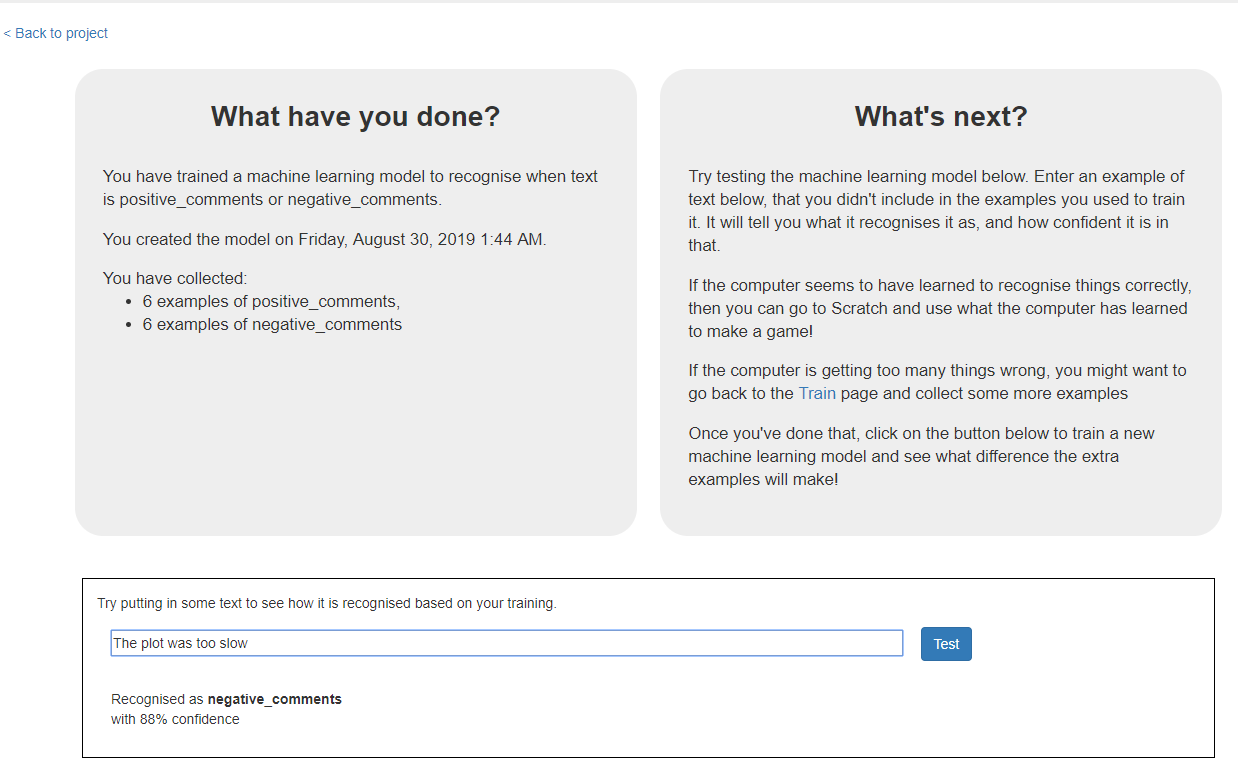 < Back to project
What have you done?
You have trained a machine learning model to recognise when text
is positive_comments or negative_comments.
You created the model on Friday, August 30, 2019 1:44 AM.
You have collected:
• 6 examples of positive_comments,
• 6 examples of negative_comments
What's next?
Try testing the machine learning model below. Enter an example of
text below, that you didn't include in the examples you used to train
it. It will tell you what it recognises it as, and how confident it is in
that.
If the computer seems to have learned to recognise things correctly,
then you can go to Scratch and use what the computer has learned
to make a game!
If the computer is getting too many things wrong, you might want to
go back to the Train page and collect some more examples
Once you've done that, click on the button below to train a new
machine learning model and see what difference the extra
examples will make!
Try putting in some text to see how it is recognised based on your training.
The plot was too slow
Test
Recognised as negative_comments
with 88% confidence